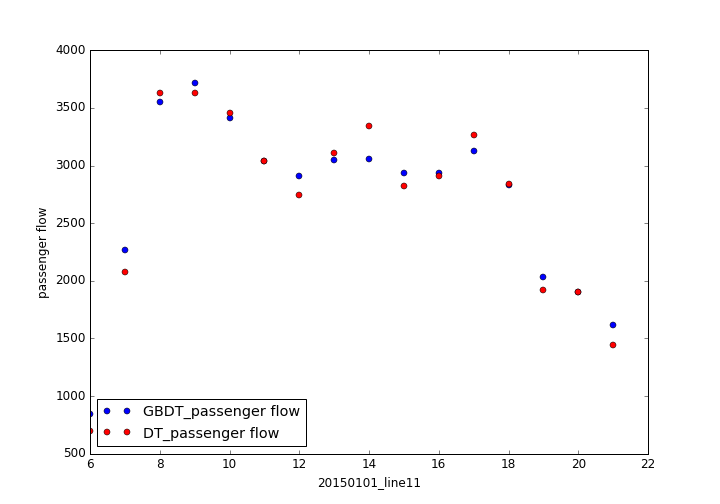 4000
3500
3000
2500
2000
1500
1000
500
passenger flow
GBDT_passenger flow
DT_passenger flow
6 8 10 12 14 16 18 20 22
20150101_line11